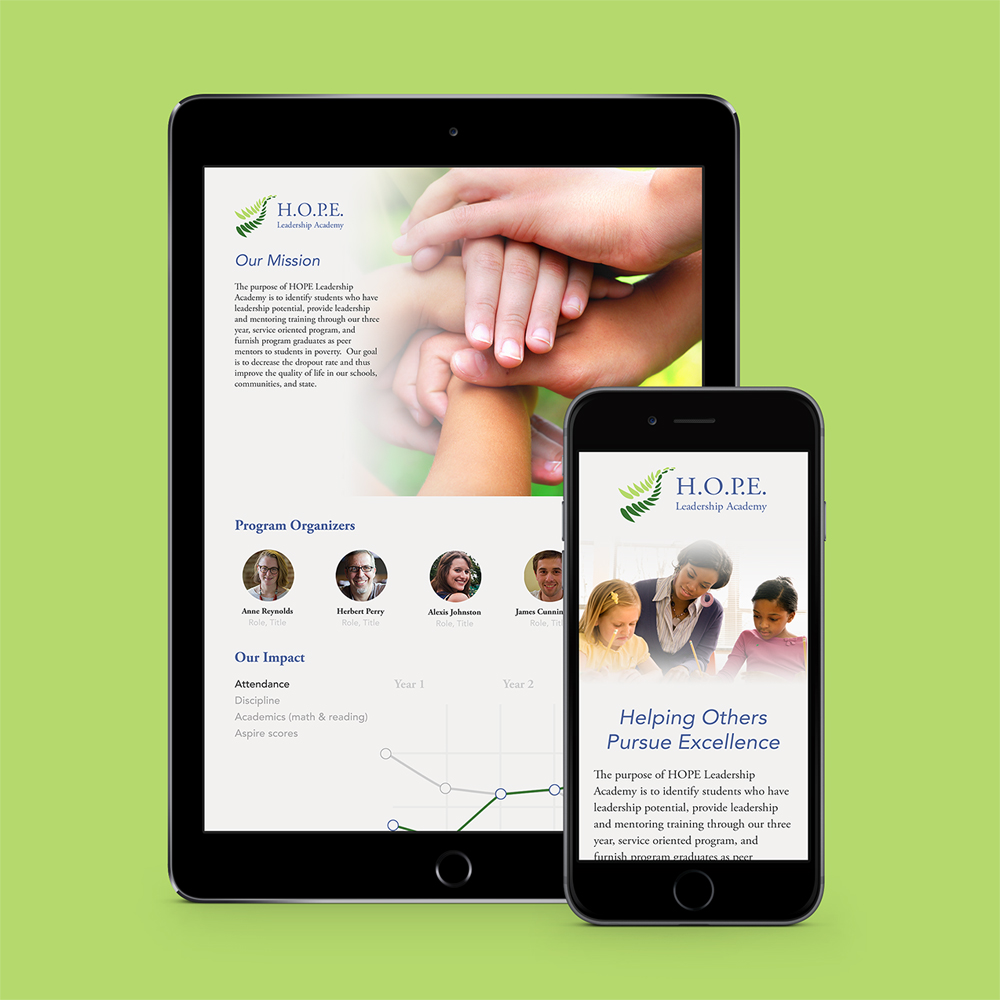 H.O.P.E.
Leadership Academy
Our Mission
The purpose of HOPE Leadership
Academy is to identify students who have
leadership potential, provide leadership
and mentoring training through our three
year, service oriented program, and
furnish program graduates as peer
mentors to students in poverty.  Our goal
is to decrease the dropout rate and thus
improve the quality of life in our schools,
communities, and state.
Program Organizers
Anne Reynolds
Role, Title
Herbert Perry
Role, Title
Alexis Johnston
Role, Title
James Cunnin
Role, Titl
Our Impact
Attendance
Discipline
Academics (math & reading)
Aspire scores
Year 1
Year 2
H.O.P.E.
Leadership Academy
Helping Others
Pursue Excellence
The purpose of HOPE Leadership
Academy is to identify students who have
leadership potential, provide leadership
and mentoring training through our three
year, service oriented program, and
furnish program graduates as peer